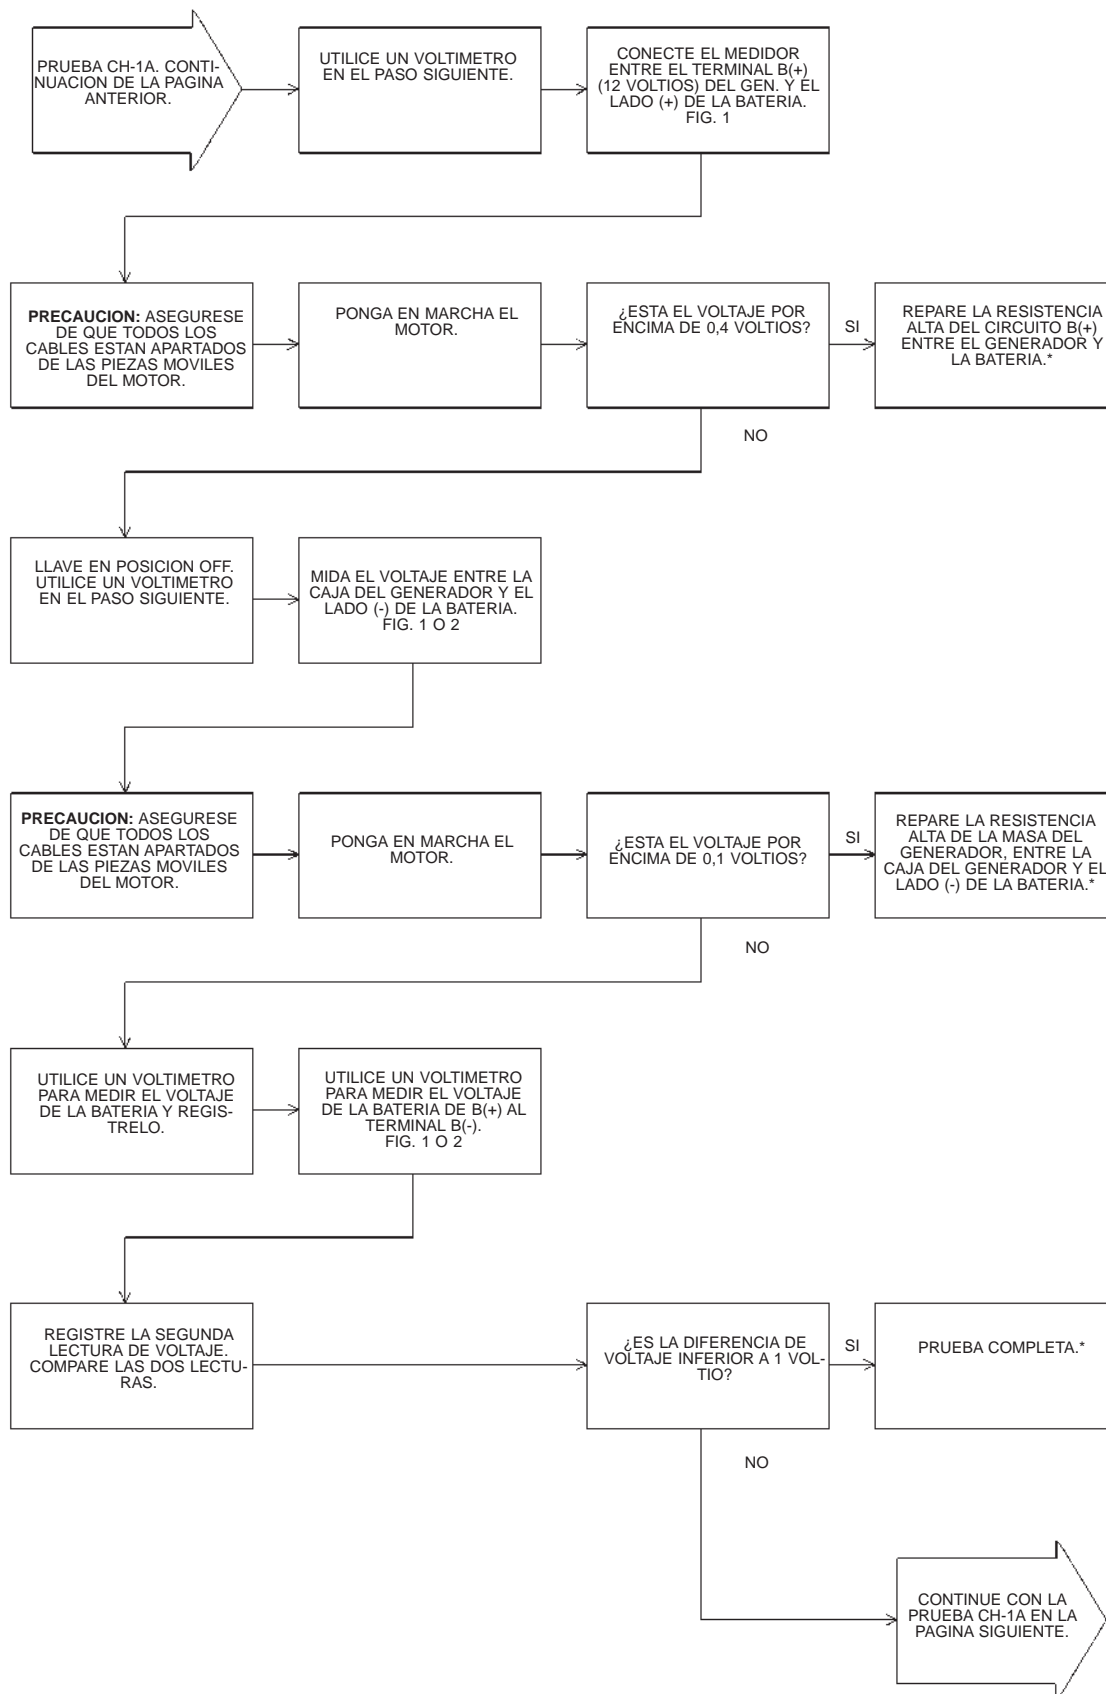 PRUEBA CH-1A. CONTI-
NUACION DE LA PAGINA
ANTERIOR.
UTILICE UN VOLTIMETRO
EN EL PASO SIGUIENTE.
CONECTE EL MEDIDOR
ENTRE EL TERMINAL B(+)
(12 VOLTIOS) DEL GEN. Y EL
LADO (+) DE LA BATERIA.
FIG. 1
PRECAUCION: ASEGURESE
DE QUE TODOS LOS
CABLES ESTAN APARTADOS
DE LAS PIEZAS MOVILES
DEL MOTOR.
PONGA EN MARCHA EL
MOTOR.
¿ESTA EL VOLTAJE POR
ENCIMA DE 0,4 VOLTIOS?
SI
REPARE LA RESISTENCIA
ALTA DEL CIRCUITO B(+)
ENTRE EL GENERADOR Y
LA BATERIA.*
NO
LLAVE EN POSICION OFF.
UTILICE UN VOLTIMETRO
EN EL PASO SIGUIENTE.
MIDA EL VOLTAJE ENTRE LA
CAJA DEL GENERADOR Y EL
LADO (-) DE LA BATERIA.
FIG. 1 O 2
PRECAUCION: ASEGURESE
DE QUE TODOS LOS
CABLES ESTAN APARTADOS
DE LAS PIEZAS MOVILES
DEL MOTOR.
PONGA EN MARCHA EL
MOTOR.
¿ESTA EL VOLTAJE POR
ENCIMA DE 0,1 VOLTIOS?
SI
REPARE LA RESISTENCIA
ALTA DE LA MASA DEL
GENERADOR, ENTRE LA
CAJA DEL GENERADOR Y EL
LADO (-) DE LA BATERIA.*
NO
UTILICE UN VOLTIMETRO
PARA MEDIR EL VOLTAJE
DE LA BATERIA Y REGIS-
TRELO.
UTILICE UN VOLTIMETRO
PARA MEDIR EL VOLTAJE
DE LA BATERIA DE B(+) AL
TERMINAL B(-).
FIG. 1 O 2
REGISTRE LA SEGUNDA
LECTURA DE VOLTAJE.
COMPARE LAS DOS LECTU-
RAS.
¿ES LA DIFERENCIA DE
VOLTAJE INFERIOR A 1 VOL-
TIO?
SI
PRUEBA COMPLETA.*
NO
CONTINUE CON LA
PRUEBA CH-1A EN LA
PAGINA SIGUIENTE.